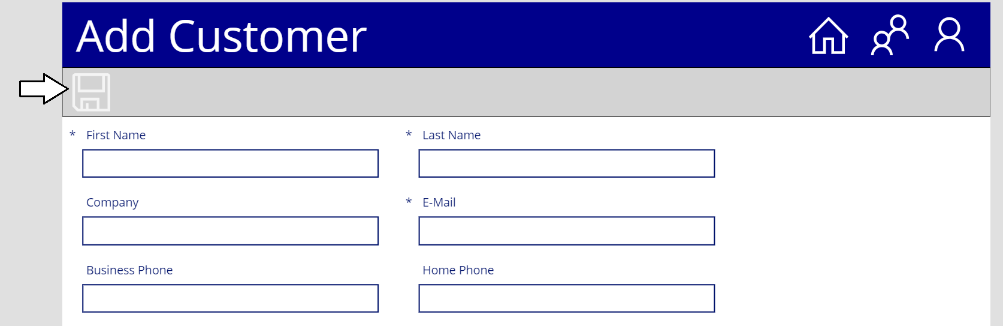 Add Customer
* First Name
* Last Name
Company
* E-Mail
Business Phone
Home Phone